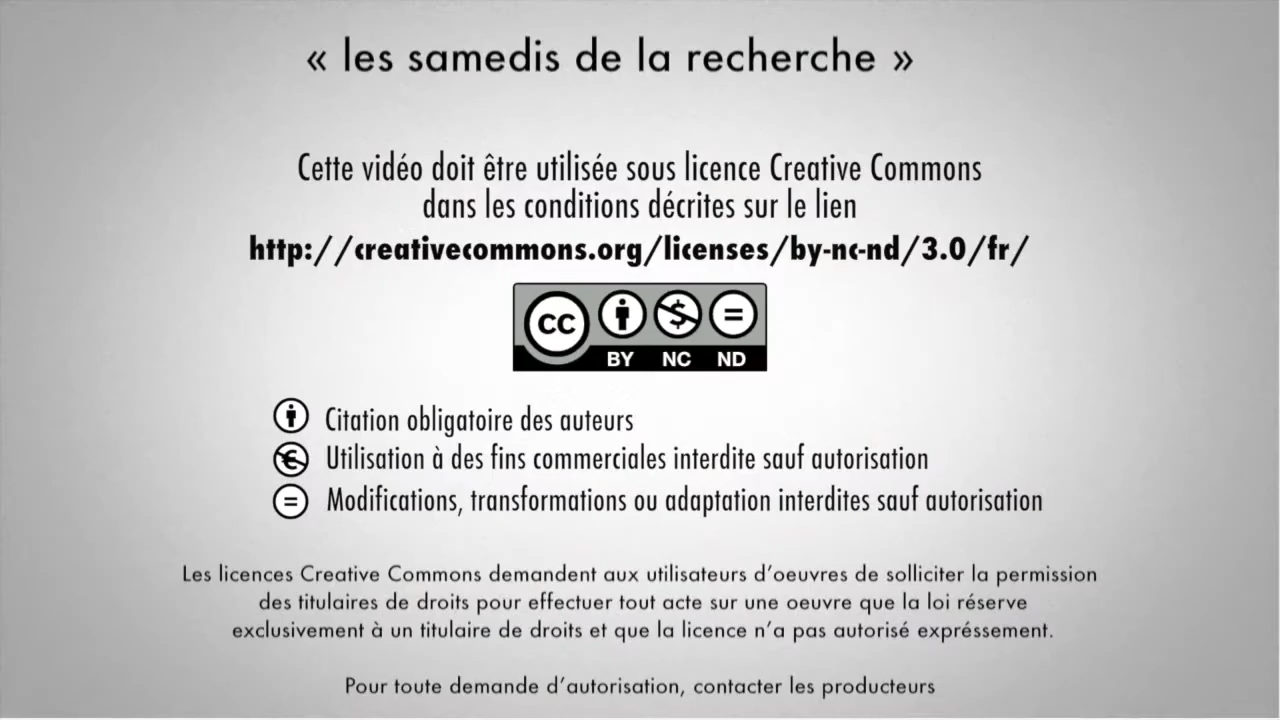 « les samedis de la recherche »
Cette vidéo doit être utilisée sous licence Creative Commons
dans les conditions décrites sur le lien
http://creativecommons.org/licenses/by-nc-nd/3.0/fr/
cc
BY NC ND
Citation obligatoire des auteurs
Utilisation à des fins commerciales interdite sauf autorisation
Modifications, transformations ou adaptation interdites sauf autorisation
Les licences Creative Commons demandent aux utilisateurs d’oeuvres de solliciter la permission
des titulaires de droits pour effectuer tout acte sur une oeuvre que la loi réserve
exclusivement à un titulaire de droits et que la licence n’a pas autorisé expréssement.
Pour toute demande d’autorisation, contacter les producteurs